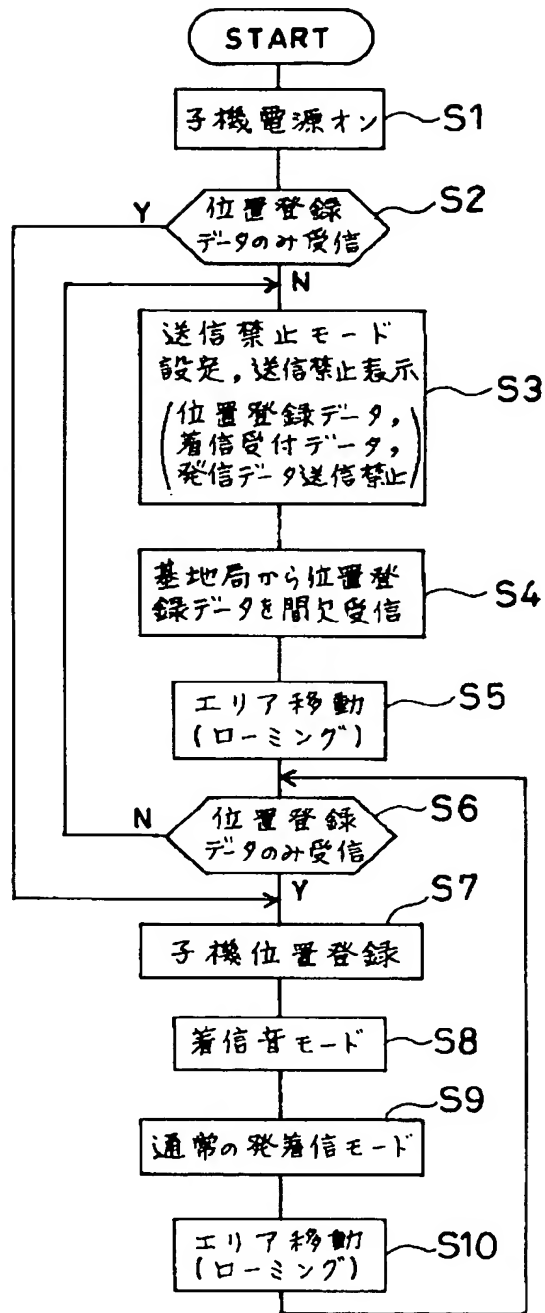 START
子機電源オン
S1
位置登録
データのみ受信
S2
Y
N
送信禁止モード
設定,送信禁止表示
(位置登録データ,
着信受付データ,
発信データ送信禁止)
S3
基地局から位置登
録データを間欠受信
S4
エリア移動
(ローミング)
S5
位置登録
データのみ受信
S6
N
Y
子機位置登録
S7
着信音モード
S8
通常の発着信モード
S9
エリア移動
(ローミング)
S10